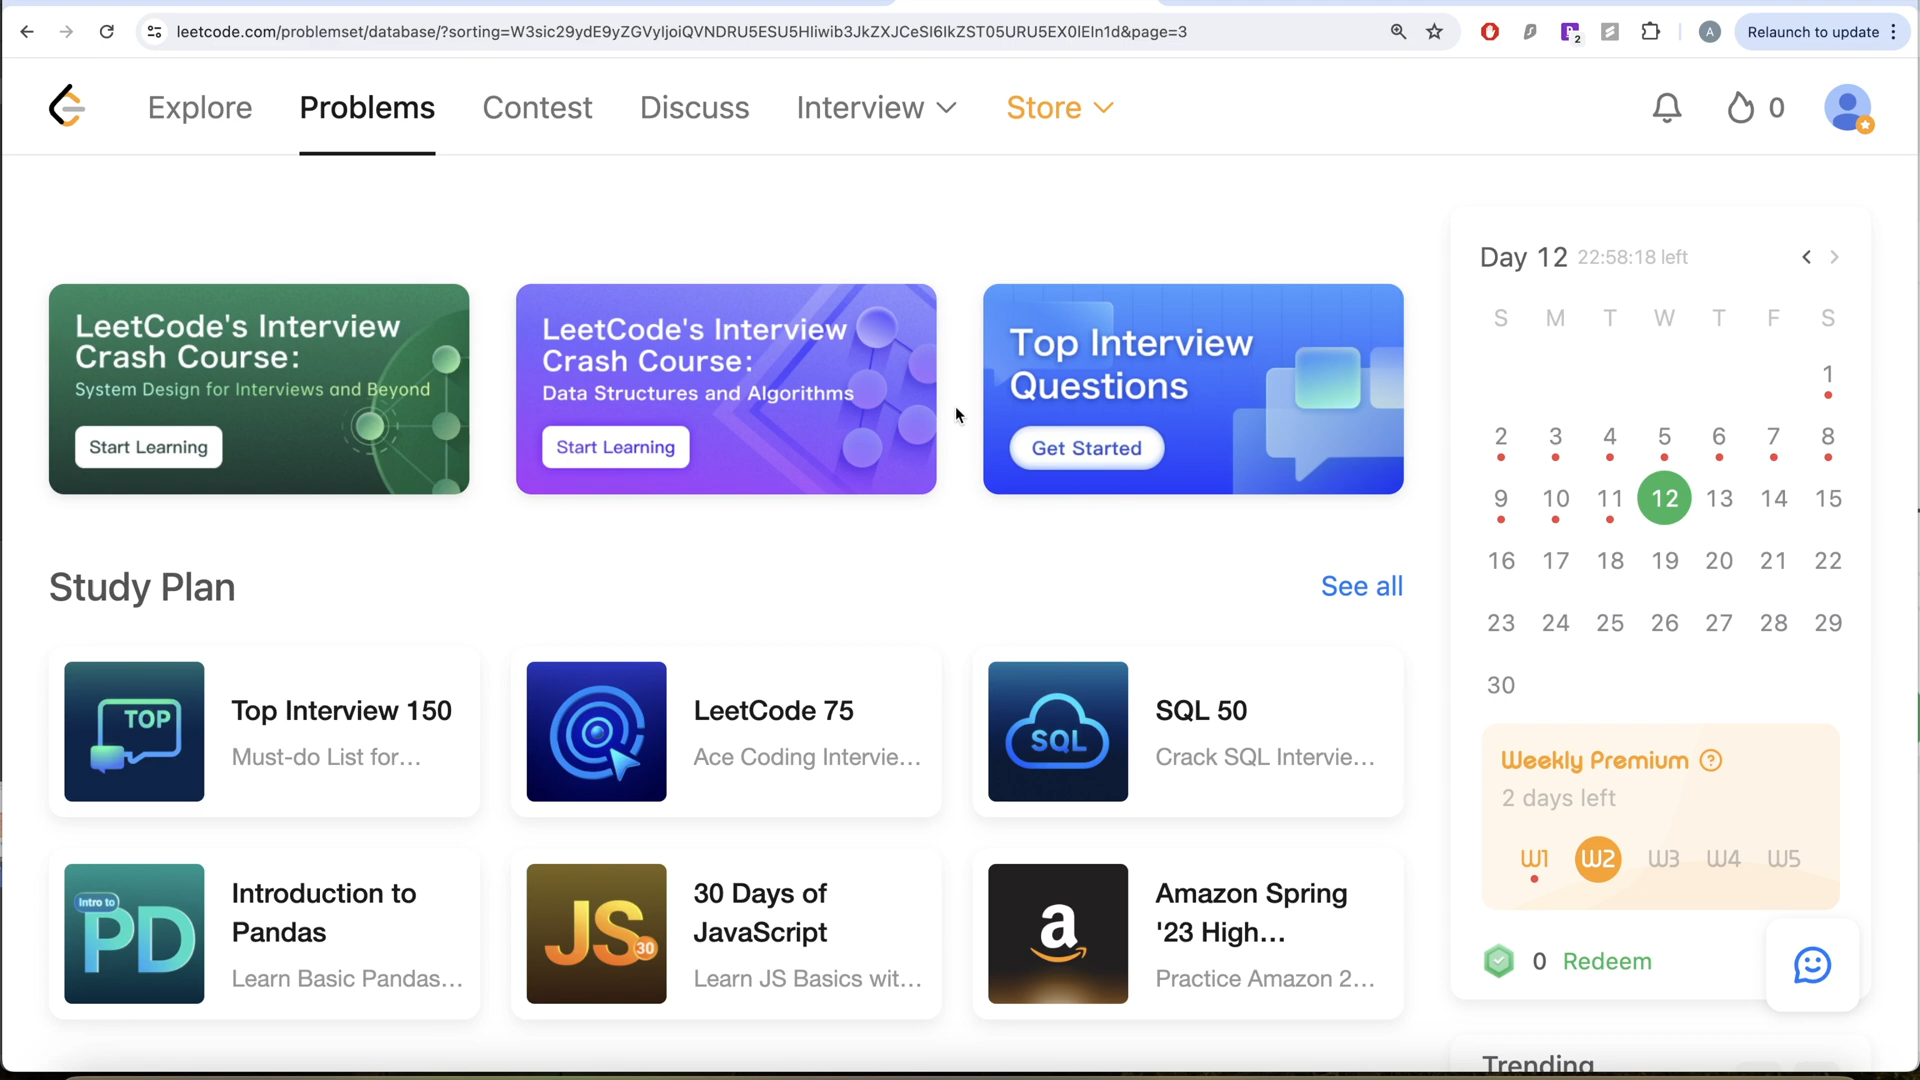 leetcode.com/problemset/database/?sorting=W3sic29ydE9yZGVyIjoiQVNDRU5ESU5HIiwib3JkZXJCeSI6IkZST05URU5EX0lEIn1d&page=3
2
A
Relaunch to update
Explore
Problems
Contest
Discuss
Interview
Store
0
LeetCode's Interview
Crash Course:
System Design for Interviews and Beyond
Start Learning
LeetCode's Interview
Crash Course:
Data Structures and Algorithms
Start Learning
Top Interview
Questions
Get Started
Day 12 22:58:18 left
S M T W T F S
1
2 3 4 5 6 7 8
9 10 11 12 13 14 15
16 17 18 19 20 21 22
23 24 25 26 27 28 29
30
Weekly Premium ?
2 days left
W1 W2 W3 W4 W5
0 Redeem
Trending
Study Plan
See all
TOP
Top Interview 150
Must-do List for...
LeetCode 75
Ace Coding Intervie...
SQL
SQL 50
Crack SQL Intervie...
Intro to
PD
Introduction to
Pandas
Learn Basic Pandas...
JS
30
30 Days of
JavaScript
Learn JS Basics wit...
a
Amazon Spring
'23 High...
Practice Amazon 2...